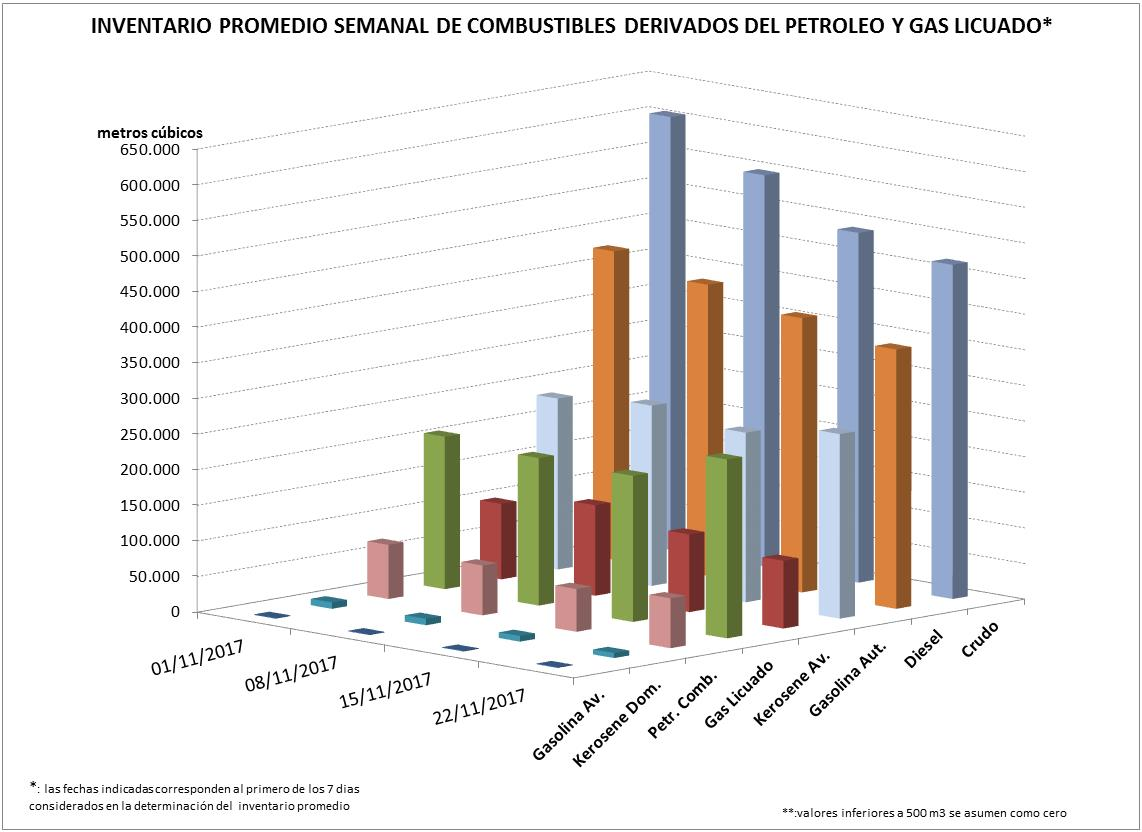 INVENTARIO PROMEDIO SEMANAL DE COMBUSTIBLES DERIVADOS DEL PETROLEO Y GAS LICUADO*
metros cúbicos
650.000
600.000
550.000
500.000
450.000
400.000
350.000
300.000
250.000
200.000
150.000
100.000
50.000
0
01/11/2017
08/11/2017
15/11/2017
22/11/2017
Gasolina Av.
Kerosene Dom.
Petr. Comb.
Gas Licuado
Kerosene Av.
Gasolina Aut.
Diesel
Crudo
*: las fechas indicadas corresponden al primero de los 7 dias
considerados en la determinación del inventario promedio
**:valores inferiores a 500 m3 se asumen como cero